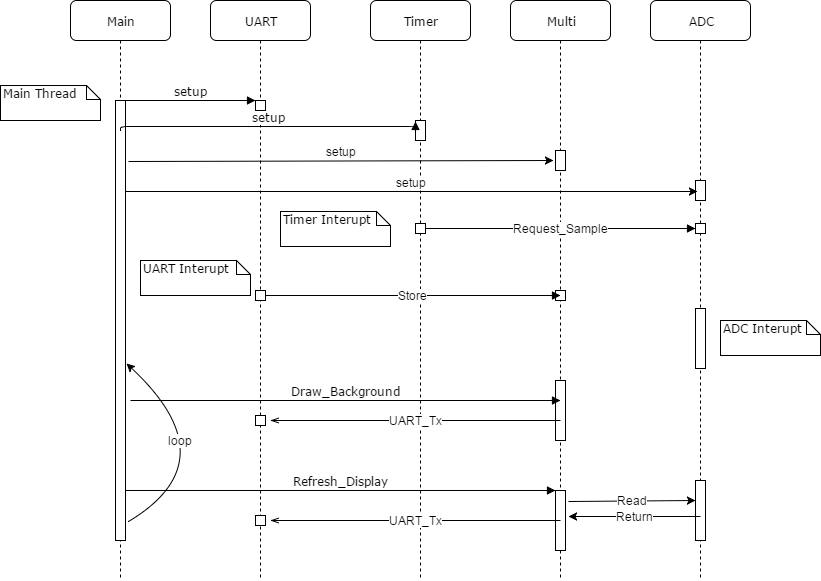 Main
UART
Timer
Multi
ADC
Main Thread
setup
setup
setup
setup
Timer Interupt
Request_Sample
UART Interupt
Store
ADC Interupt
Draw_Background
UART_Tx
loop
Refresh_Display
Read
Return
UART_Tx